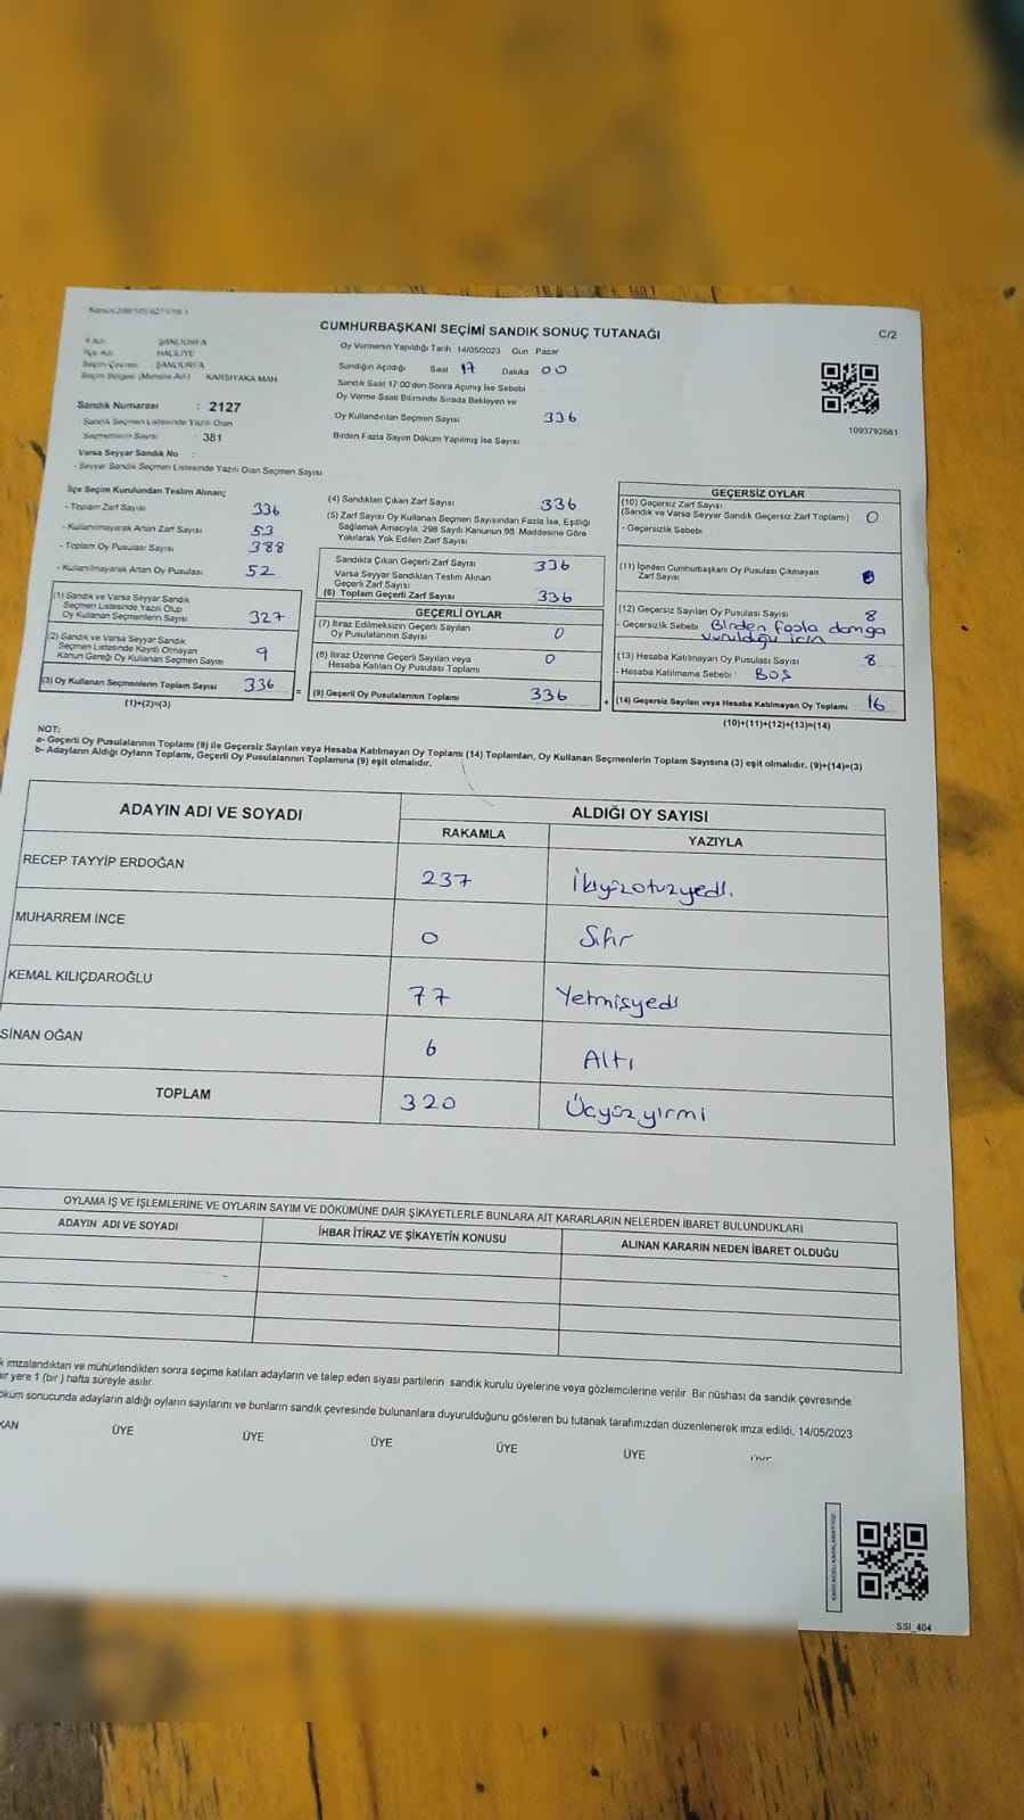 CUMHURBAŞKANI SEÇİMİ SANDIK SONUÇ TUTANAĞI
C/2
Oy Vermenin Yapıldığı Tarih 14/05/2023 Gün Pazar
İl Adı ŞANLIURFA
İlçe Adı HALİLİYE
Seçim Çevresi ŞANLIURFA
Seçim Bölgesi (Muhtarlık Adı) KARŞIYAKA MAH
Sandığın Açıldığı Saat 17 Dakika 00
Sandık Saat 17:00'den Sonra Açılmış İse Sebebi
Oy Verme Saati Bitiminde Sırada Bekleyen ve
Oy Kullandırılan Seçmen Sayısı 336
Birden Fazla Sayım Döküm Yapılmış İse Sayısı
1093792681
Sandık Numarası : 2127
Sandık Seçmen Listesinde Yazılı Olan
Seçmenlerin Sayısı : 381
Varsa Seyyar Sandık No :
- Seyyar Sandık Seçmen Listesinde Yazılı Olan Seçmen Sayısı
İlçe Seçim Kurulundan Teslim Alınan;
- Toplam Zarf Sayısı 336
- Kullanılmayarak Artan Zarf Sayısı 53
- Toplam Oy Pusulası Sayısı 388
- Kullanılmayarak Artan Oy Pusulası 52
(1) Sandık ve Varsa Seyyar Sandık
Seçmen Listesinde Yazılı Olup
Oy Kullanan Seçmenlerin Sayısı 327
(2) Sandık ve Varsa Seyyar Sandık
Seçmen Listesinde Kayıtlı Olmayan
Kanun Gereği Oy Kullanan Seçmen Sayısı 9
(3) Oy Kullanan Seçmenlerin Toplam Sayısı 336
(1)+(2)=(3)
(4) Sandıktan Çıkan Zarf Sayısı 336
(5) Zarf Sayısı Oy Kullanan Seçmen Sayısından Fazla İse, Eşitliği
Sağlamak Amacıyla, 298 Sayılı Kanunun 98. Maddesine Göre
Yakılarak Yok Edilen Zarf Sayısı
Sandıkta Çıkan Geçerli Zarf Sayısı 336
Varsa Seyyar Sandıktan Teslim Alınan
Geçerli Zarf Sayısı
(6) Toplam Geçerli Zarf Sayısı 336
GEÇERLİ OYLAR
(7) İtiraz Edilmeksizin Geçerli Sayılan
Oy Pusulalarının Sayısı 0
(8) İtiraz Üzerine Geçerli Sayılan veya
Hesaba Katılan Oy Pusulası Toplamı 0
=
(9) Geçerli Oy Pusulalarının Toplamı 336
+
GEÇERSİZ OYLAR
(10) Geçersiz Zarf Sayısı
(Sandık ve Varsa Seyyar Sandık Geçersiz Zarf Toplamı) 0
- Geçersizlik Sebebi
(11) İçinden Cumhurbaşkanı Oy Pusulası Çıkmayan
Zarf Sayısı
(12) Geçersiz Sayılan Oy Pusulası Sayısı 8
- Geçersizlik Sebebi Birden fazla damga
vurulduğu için
(13) Hesaba Katılmayan Oy Pusulası Sayısı 8
- Hesaba Katılmama Sebebi : BOŞ
(14) Geçersiz Sayılan veya Hesaba Katılmayan Oy Toplamı 16
(10)+(11)+(12)+(13)=(14)
NOT:
a- Geçerli Oy Pusulalarının Toplamı (9) ile Geçersiz Sayılan veya Hesaba Katılmayan Oy Toplamı (14) Toplamları, Oy Kullanan Seçmenlerin Toplam Sayısına (3) eşit olmalıdır. (9)+(14)=(3)
b- Adayların Aldığı Oyların Toplamı, Geçerli Oy Pusulalarının Toplamına (9) eşit olmalıdır.
ADAYIN ADI VE SOYADI
ALDIĞI OY SAYISI
RAKAMLA YAZIYLA
RECEP TAYYİP ERDOĞAN 237 İkiyüzotuzyedi.
MUHARREM İNCE 0 Sıfır
KEMAL KILIÇDAROĞLU 77 Yetmişyedi
SİNAN OĞAN 6 Altı
TOPLAM 320 Üçyüzyirmi
OYLAMA İŞ VE İŞLEMLERİNE VE OYLARIN SAYIM VE DÖKÜMÜNE DAİR ŞİKAYETLERLE BUNLARA AİT KARARLARIN NELERDEN İBARET BULUNDUKLARI
ADAYIN ADI VE SOYADI İHBAR İTİRAZ VE ŞİKAYETİN KONUSU ALINAN KARARIN NEDEN İBARET OLDUĞU
k imzalandıktan ve mühürlendikten sonra seçime katılan adayların ve talep eden siyasi partilerin sandık kurulu üyelerine veya gözlemcilerine verilir. Bir nüshası da sandık çevresinde
bir yere 1 (bir) hafta süreyle asılır.
öküm sonucunda adayların aldığı oyların sayılarını ve bunların sandık çevresinde bulunanlara duyurulduğunu gösteren bu tutanak tarafımızdan düzenlenerek imza edildi. 14/05/2023
KAN ÜYE ÜYE ÜYE ÜYE ÜYE
SSI_404